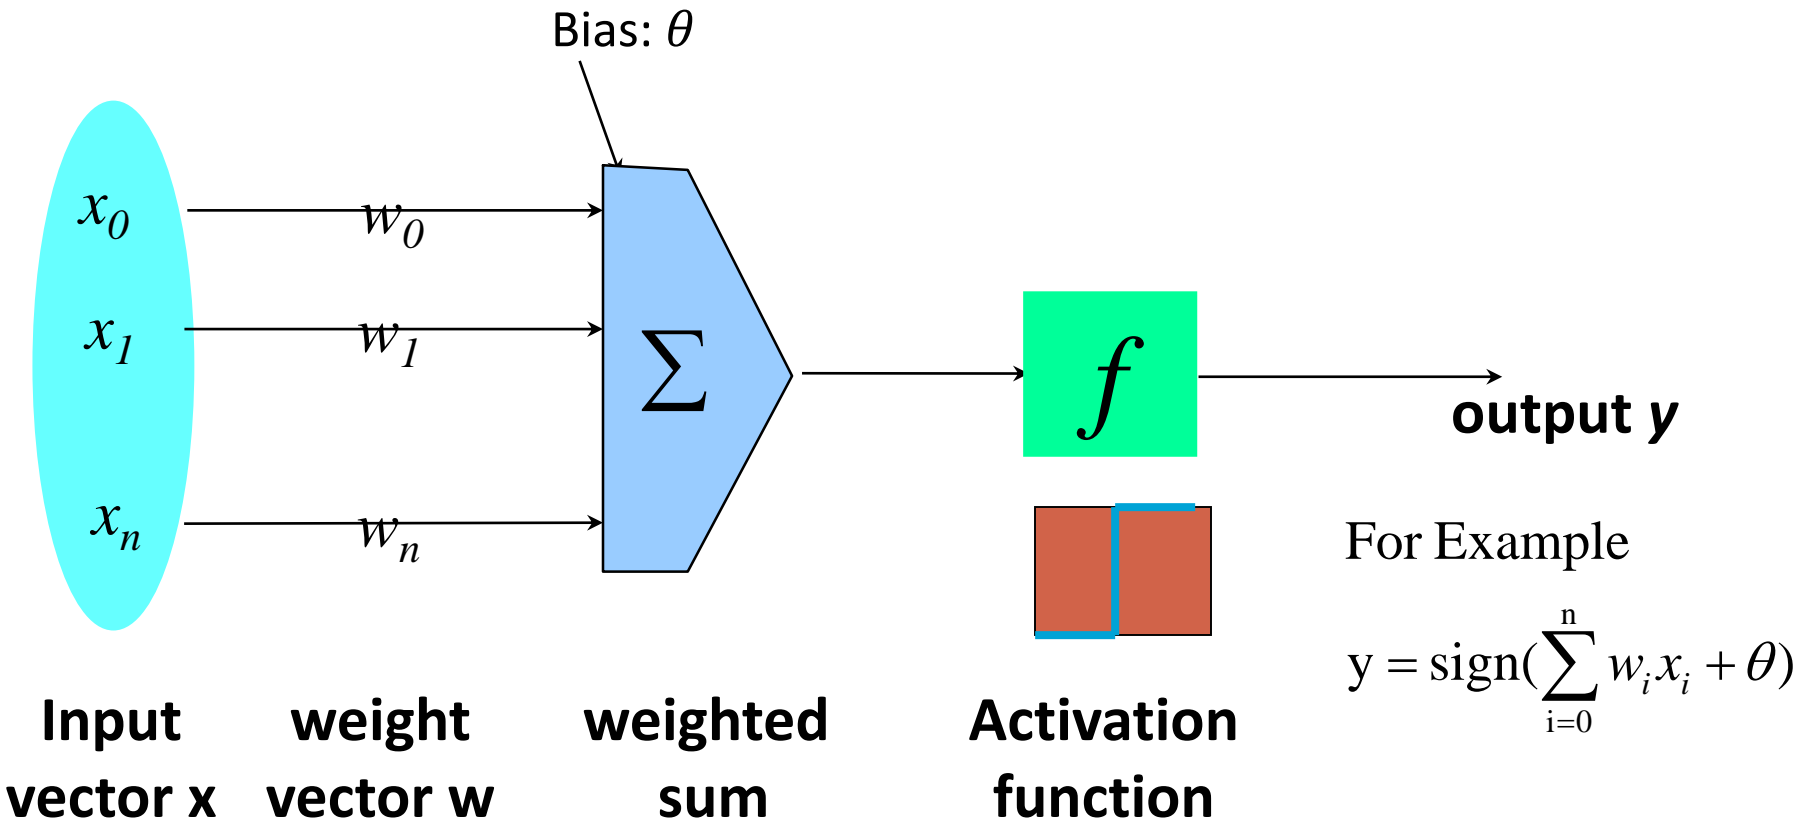 Bias: θ
x0
w0
x1
w1
Σ
f
output y
xn
wn
For Example
y = sign(∑ⁿᵢ₌₀ wᵢxᵢ + θ)
Input vector x
weight vector w
weighted sum
Activation function